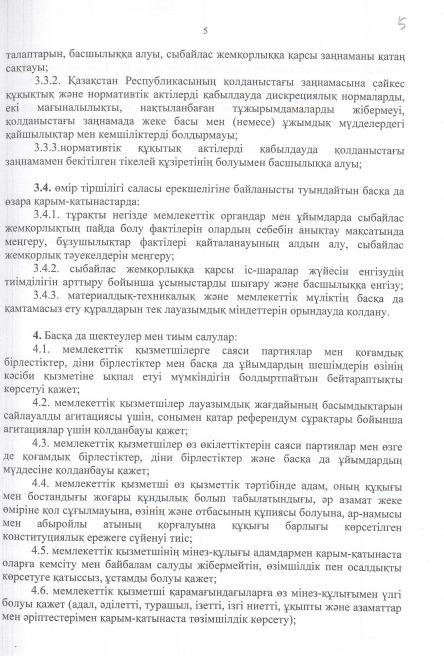 5
5
талаптарын, басшылыққа алуы, сыбайлас жемқорлыққа қарсы заңнаманы қатаң
сақтауы;
3.3.2. Қазақстан Республикасының қолданыстағы заңнамасына сәйкес
құқықтық және нормативтік актілерді қабылдауда дискрециялық нормаларды,
екі мағыналылықты, нақтыланбаған тұжырымдамаларды жібермеуі,
қолданыстағы заңнамада жеке басы мен (немесе) ұжымдық мүдделердегі
қайшылықтар мен кемшіліктерді болдырмауы;
3.3.3.нормативтік құқытық актілерді қабылдауда қолданыстағы
заңнамамен бекітілген тікелей құзіретінің болуымен басшылыққа алуы;
3.4. өмір тіршілігі саласы ерекшелігіне байланысты туындайтын басқа да
өзара қарым-қатынастарда:
3.4.1. тұрақты негізде мемлекеттік органдар мен ұйымдарда сыбайлас
жемқорлықтың пайда болу фактілерін олардың себебін анықтау мақсатында
меңгеру, бұзушылықтар фактілері қайталануының алдын алу, сыбайлас
жемқорлық тәуекелдерін меңгеру;
3.4.2. сыбайлас жемқорлыққа қарсы іс-шаралар жүйесін енгізудің
тиімділігін арттыру бойынша ұсыныстарды шығару және басшылыққа енгізу;
3.4.3. материалдық-техникалық және мемлекеттік мүліктің басқа да
қамтамасыз ету құралдарын тек лауазымдық міндеттерін орындауда қолдану.
4. Басқа да шектеулер мен тиым салулар:
4.1. мемлекеттік қызметшілерге саяси партиялар мен қоғамдық
бірлестіктер, діни бірлестіктер мен басқа да ұйымдардың шешімдерін өзінің
кәсіби қызметіне ықпал етуі мүмкіндігін болдыртпайтын бейтараптықты
көрсетуі қажет;
4.2. мемлекеттік қызметшілер лауазымдық жағдайының басымдықтарын
сайлауалды агитациясы үшін, сонымен қатар референдум сұрақтары бойынша
агитациялар үшін қолданбауы қажет;
4.3. мемлекеттік қызметшілер өз өкілеттіктерін саяси партиялар мен өзге
де қоғамдық бірлестіктер, діни бірлестіктер және басқа да ұйымдардың
мүддесіне қолданбауы қажет;
4.4. мемлекеттік қызметші өз қызметтік тәртібінде адам, оның құқығы
мен бостандығы жоғары құндылық болып табылатындығы, әр азамат жеке
өміріне қол сұғылмауына, өзінің және отбасының құпиясы болуына, ар-намысы
мен абыройлы атының қорғалуына құқығы барлығы көрсетілген
конституциялық ережеге сүйенуі тиіс;
4.5. мемлекеттік қызметшінің мінез-құлығы адамдармен қарым-қатынаста
оларға кемсіту мен байбалам салуды жібермейтін, өзімшілдік пен осалдықты
көрсетуге қатыссыз, ұстамды болуы қажет;
4.6. мемлекеттік қызметші қарамағындағыларға өз мінез-құлығымен үлгі
болуы қажет (адал, әділетті, турашыл, ізетті, ізгі ниетті, ұқыпты және азаматтар
мен әріптестерімен қарым-қатынаста төзімшілдік көрсету);